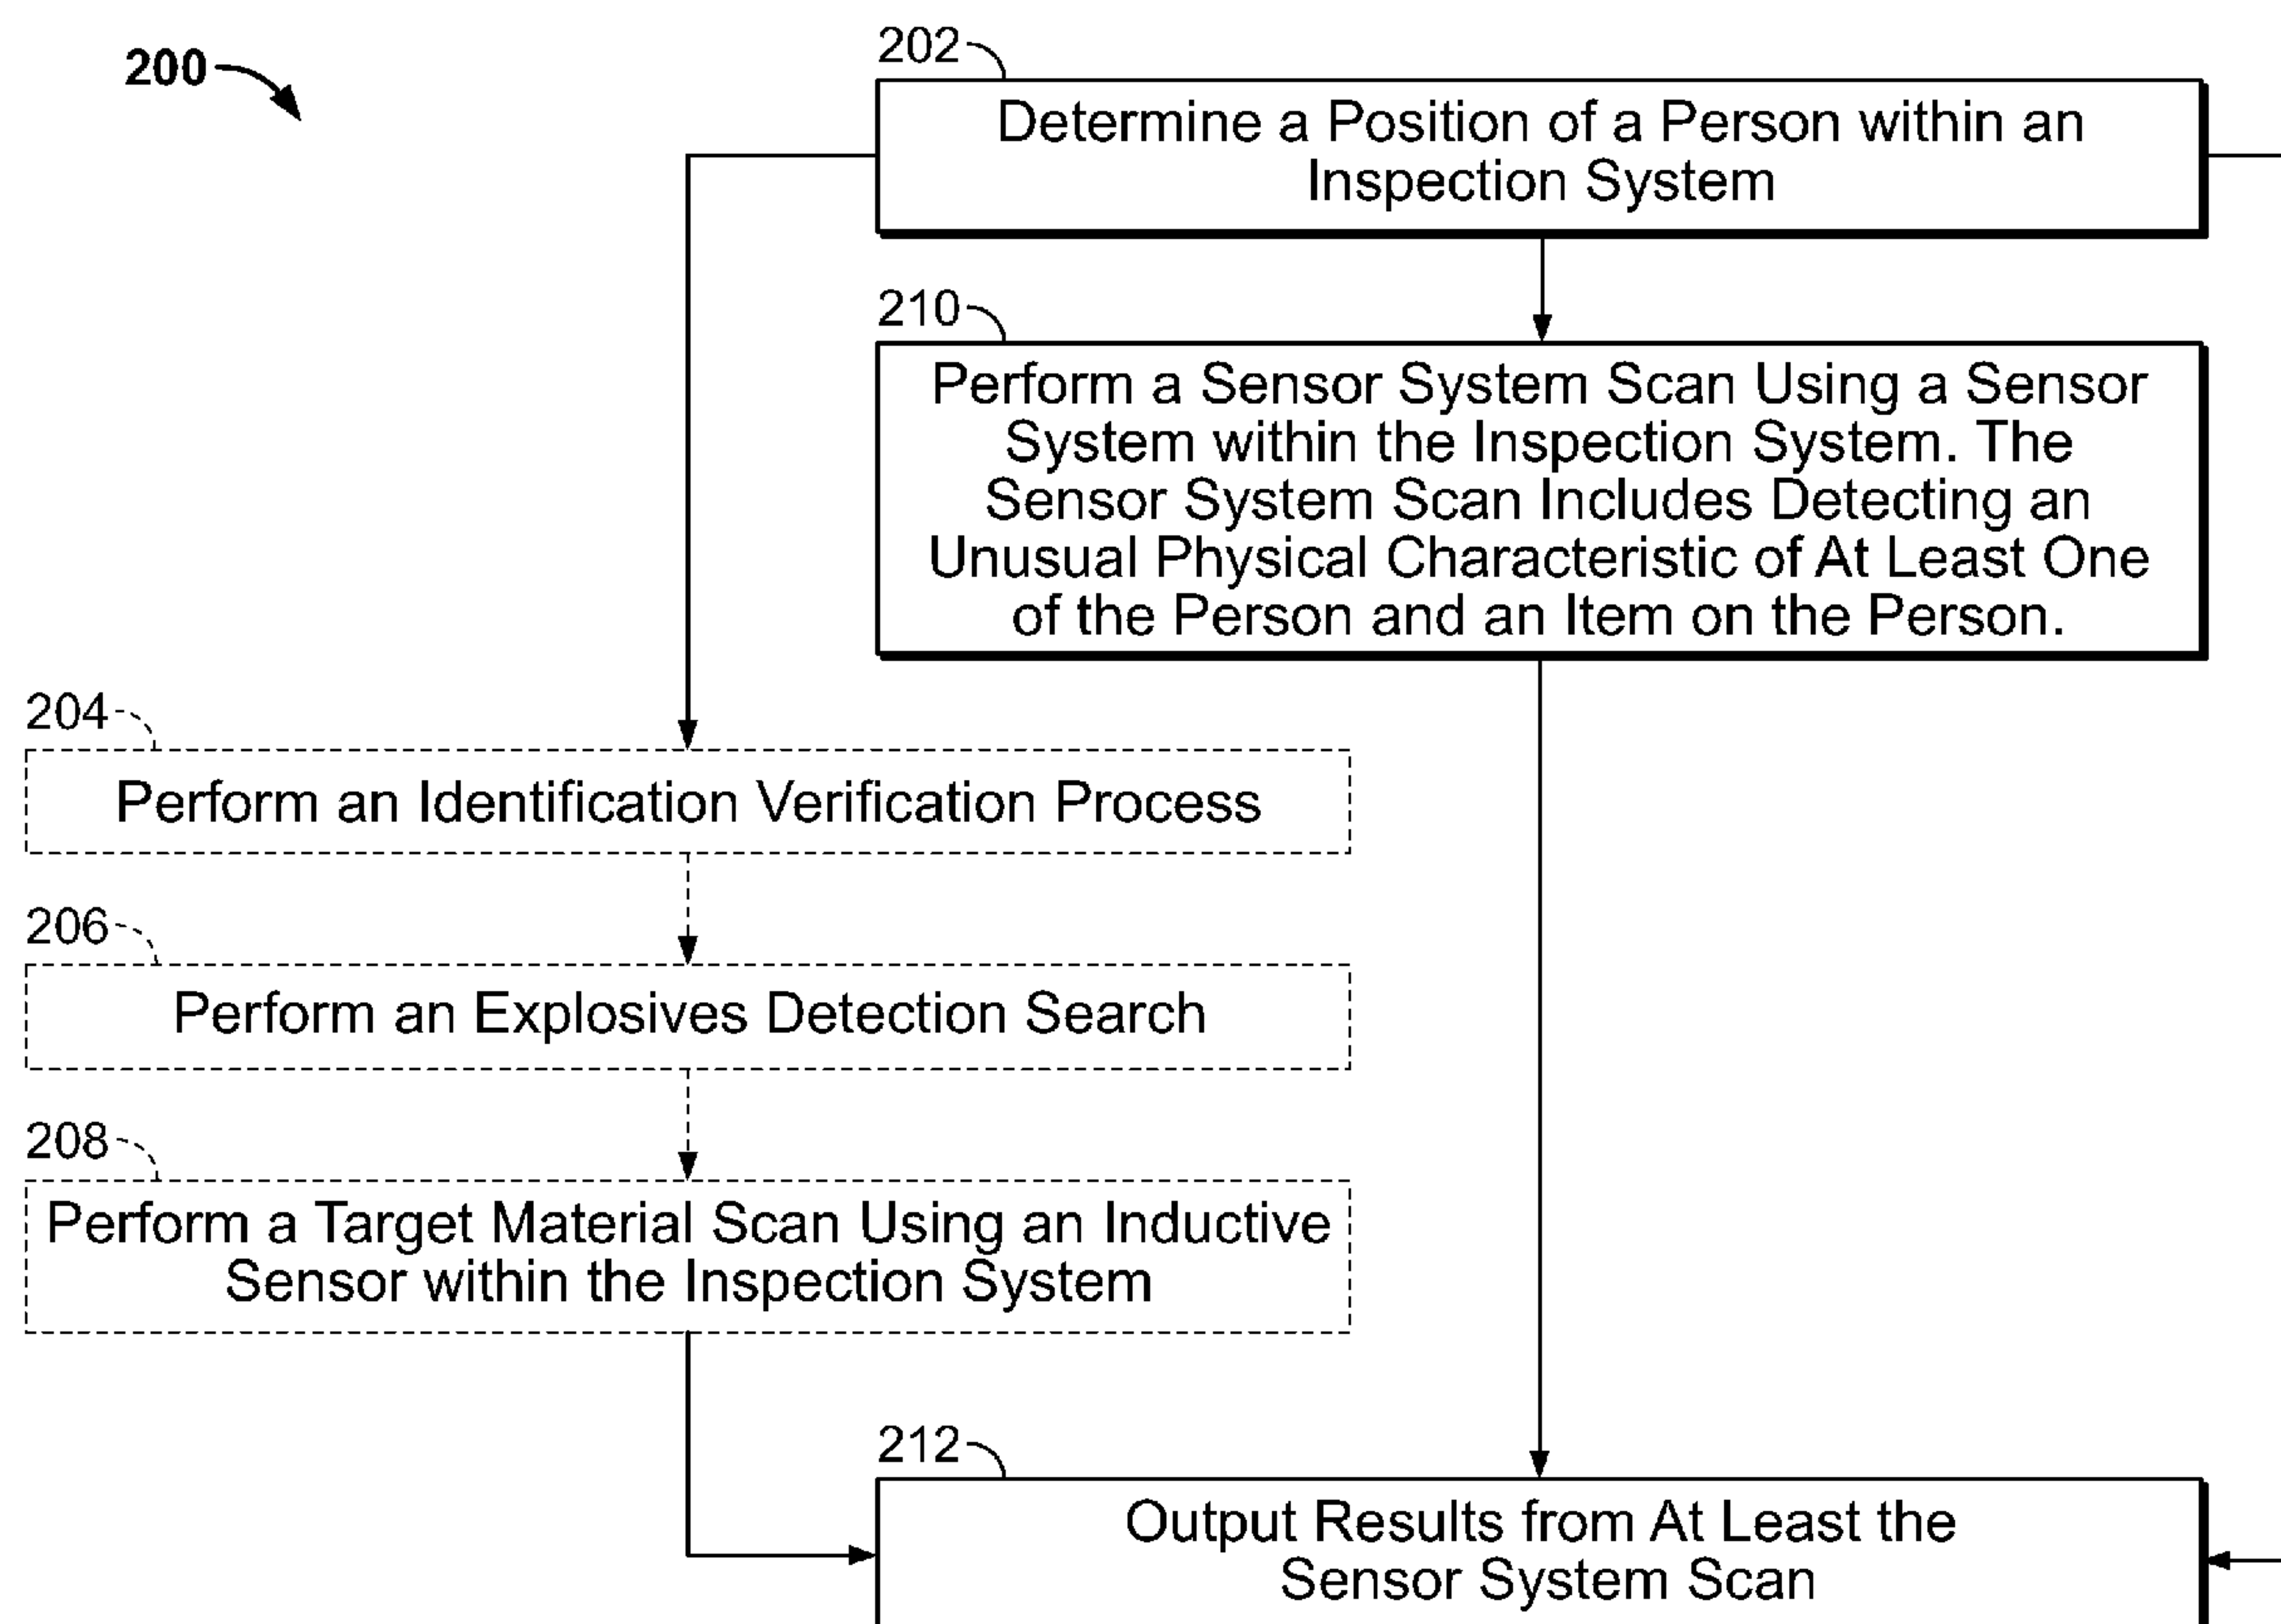 200
202
Determine a Position of a Person within an
Inspection System
210
Perform a Sensor System Scan Using a Sensor
System within the Inspection System. The
Sensor System Scan Includes Detecting an
Unusual Physical Characteristic of At Least One
of the Person and an Item on the Person.
204
Perform an Identification Verification Process
206
Perform an Explosives Detection Search
208
Perform a Target Material Scan Using an Inductive
Sensor within the Inspection System
212
Output Results from At Least the
Sensor System Scan